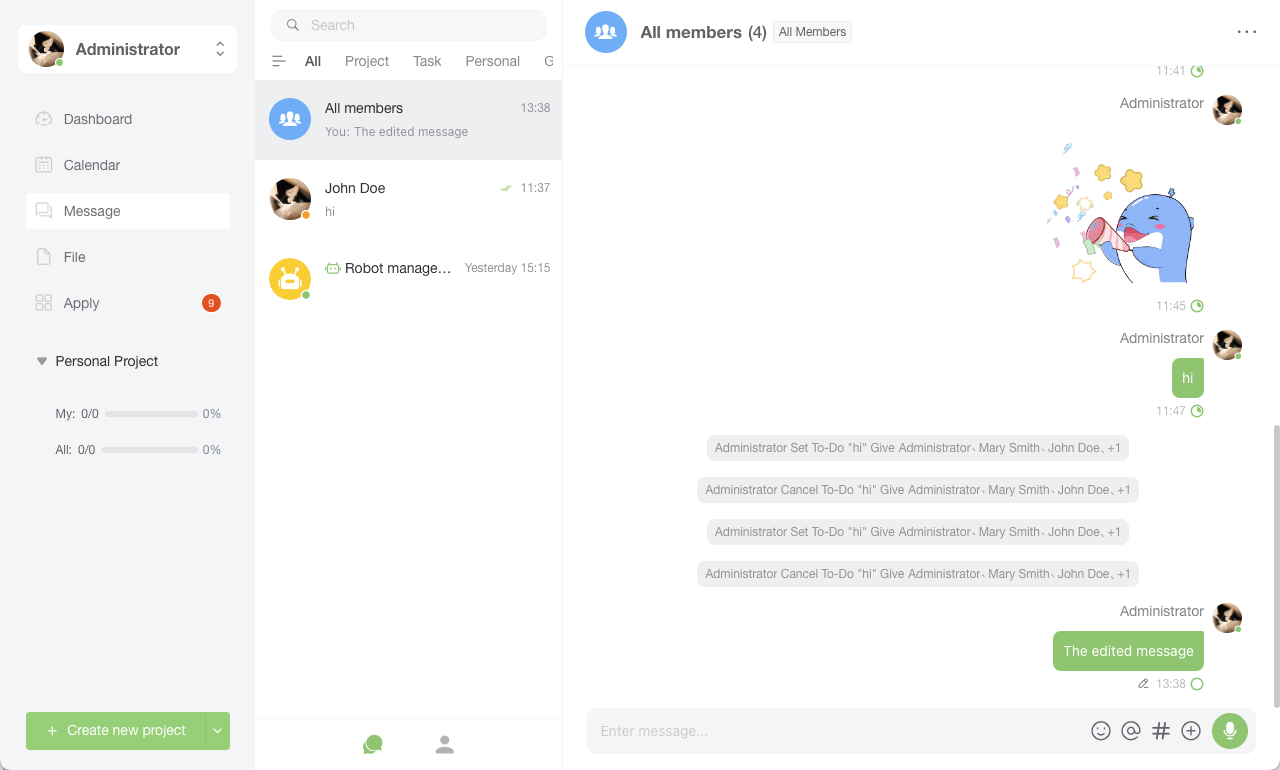 Administrator
Dashboard
Calendar
Message
File
Apply
9
Personal Project
My: 0/0 0%
All: 0/0 0%
+ Create new project
Search
All Project Task Personal G
All members 13:38
You: The edited message
John Doe 11:37
hi
Robot manage... Yesterday 15:15
All members (4) All Members
11:41
Administrator
11:45
Administrator
hi
11:47
Administrator Set To-Do "hi" Give Administrator、Mary Smith、John Doe、+1
Administrator Cancel To-Do "hi" Give Administrator、Mary Smith、John Doe、+1
Administrator Set To-Do "hi" Give Administrator、Mary Smith、John Doe、+1
Administrator Cancel To-Do "hi" Give Administrator、Mary Smith、John Doe、+1
Administrator
The edited message
13:38
Enter message...